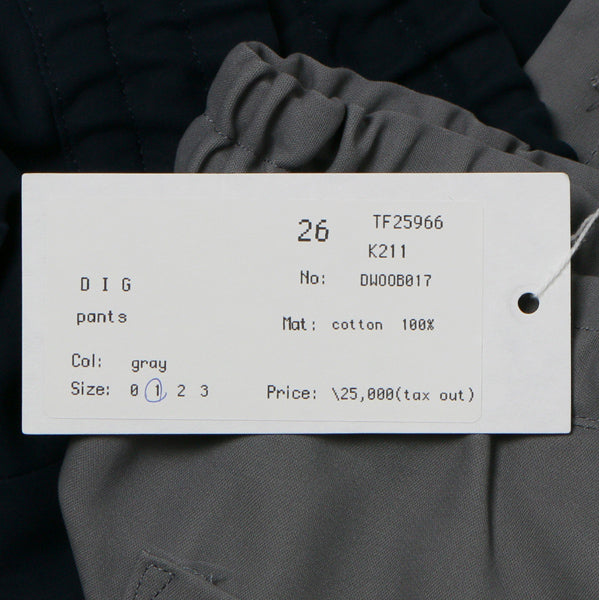 26 TF25966
K211
No: DWOOB017
D I G
pants
Mat: cotton 100%
Col: gray
Size: 0 1 2 3
Price: \25,000(tax out)